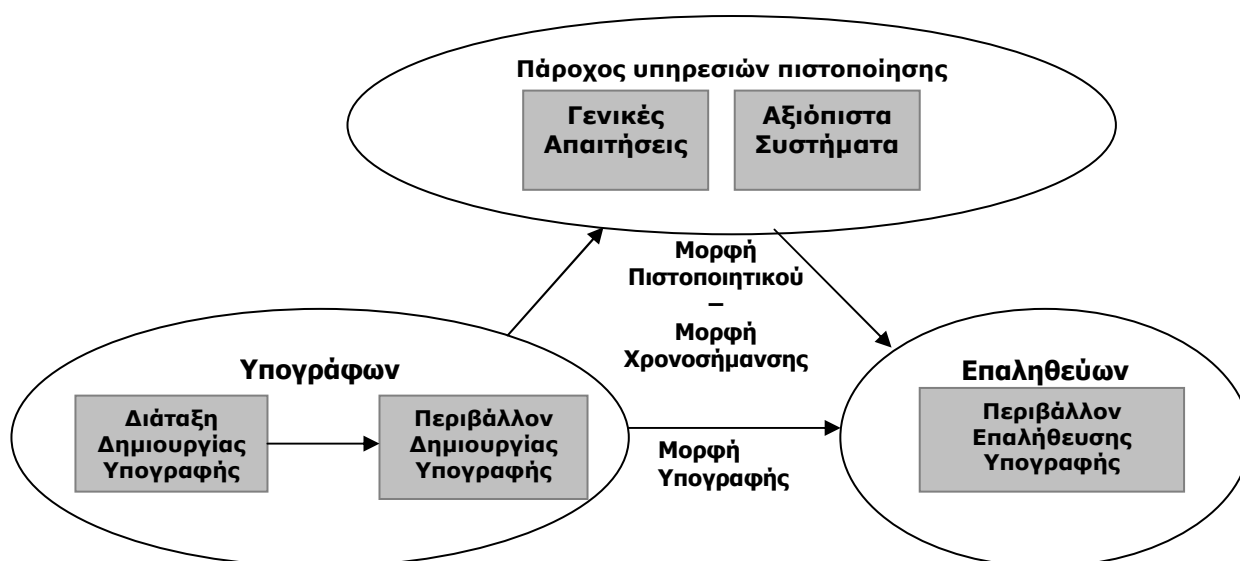 Πάροχος υπηρεσιών πιστοποίησης
Γενικές
Απαιτήσεις
Αξιόπιστα
Συστήματα
Μορφή
Πιστοποιητικού
–
Μορφή
Χρονοσήμανσης
Υπογράφων
Διάταξη
Δημιουργίας
Υπογραφής
Περιβάλλον
Δημιουργίας
Υπογραφής
Μορφή
Υπογραφής
Επαληθεύων
Περιβάλλον
Επαλήθευσης
Υπογραφής